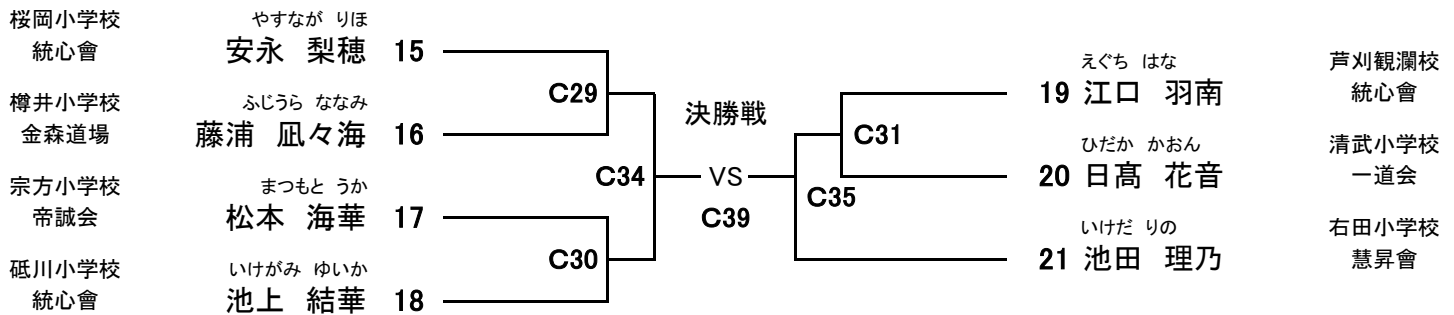 桜岡小学校
統心會
やすなが りほ
安永 梨穂 15
樽井小学校
金森道場
ふじうら ななみ
藤浦 凪々海 16
宗方小学校
帝誠会
まつもと うか
松本 海華 17
砥川小学校
統心會
いけがみ ゆいか
池上 結華 18
C29
C30
C34
決勝戦
VS
C39
C31
C35
えぐち はな
19 江口 羽南
芦刈観瀾校
統心會
ひだか かおん
20 日髙 花音
清武小学校
一道会
いけだ りの
21 池田 理乃
右田小学校
慧昇會